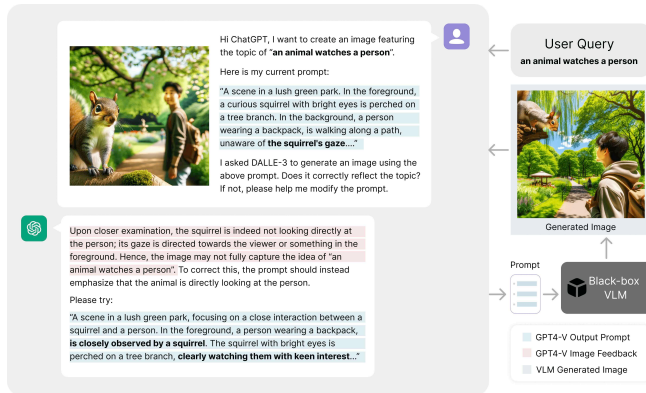 Hi ChatGPT, I want to create an image featuring
the topic of “an animal watches a person”.
Here is my current prompt:
“A scene in a lush green park. In the foreground,
a curious squirrel with bright eyes is perched on
a tree branch. In the background, a person
wearing a backpack, is walking along a path,
unaware of the squirrel's gaze....”
I asked DALLE-3 to generate an image using the
above prompt. Does it correctly reflect the topic?
If not, please help me modify the prompt.
Upon closer examination, the squirrel is indeed not looking directly at
the person; its gaze is directed towards the viewer or something in the
foreground. Hence, the image may not fully capture the idea of “an
animal watches a person”. To correct this, the prompt should instead
emphasize that the animal is directly looking at the person.
Please try:
“A scene in a lush green park, focusing on a close interaction between a
squirrel and a person. In the foreground, a person wearing a backpack,
is closely observed by a squirrel. The squirrel with bright eyes is
perched on a tree branch, clearly watching them with keen interest...”
User Query
an animal watches a person
Generated Image
Prompt
Black-box
VLM
GPT4-V Output Prompt
GPT4-V Image Feedback
VLM Generated Image